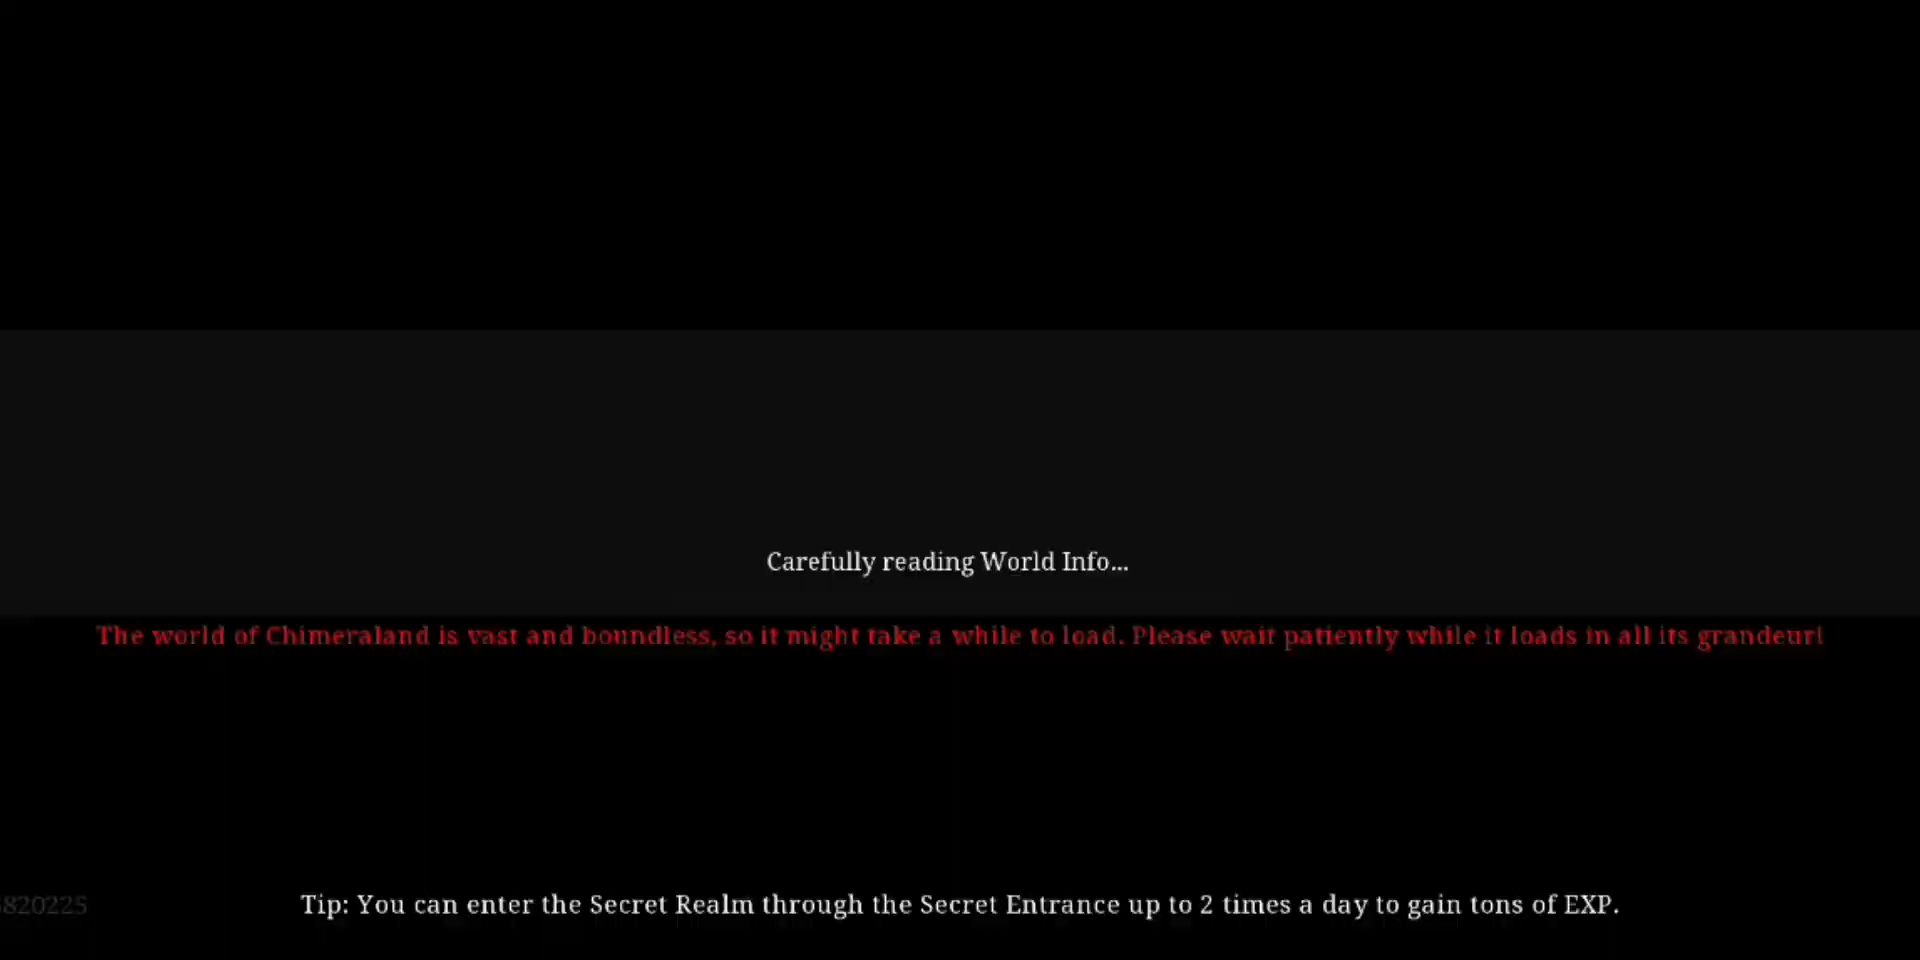 Carefully reading World Info...
The world of Chimeraland is vast and boundless, so it might take a while to load. Please wait patiently while it loads in all its grandeur!
820225
Tip: You can enter the Secret Realm through the Secret Entrance up to 2 times a day to gain tons of EXP.